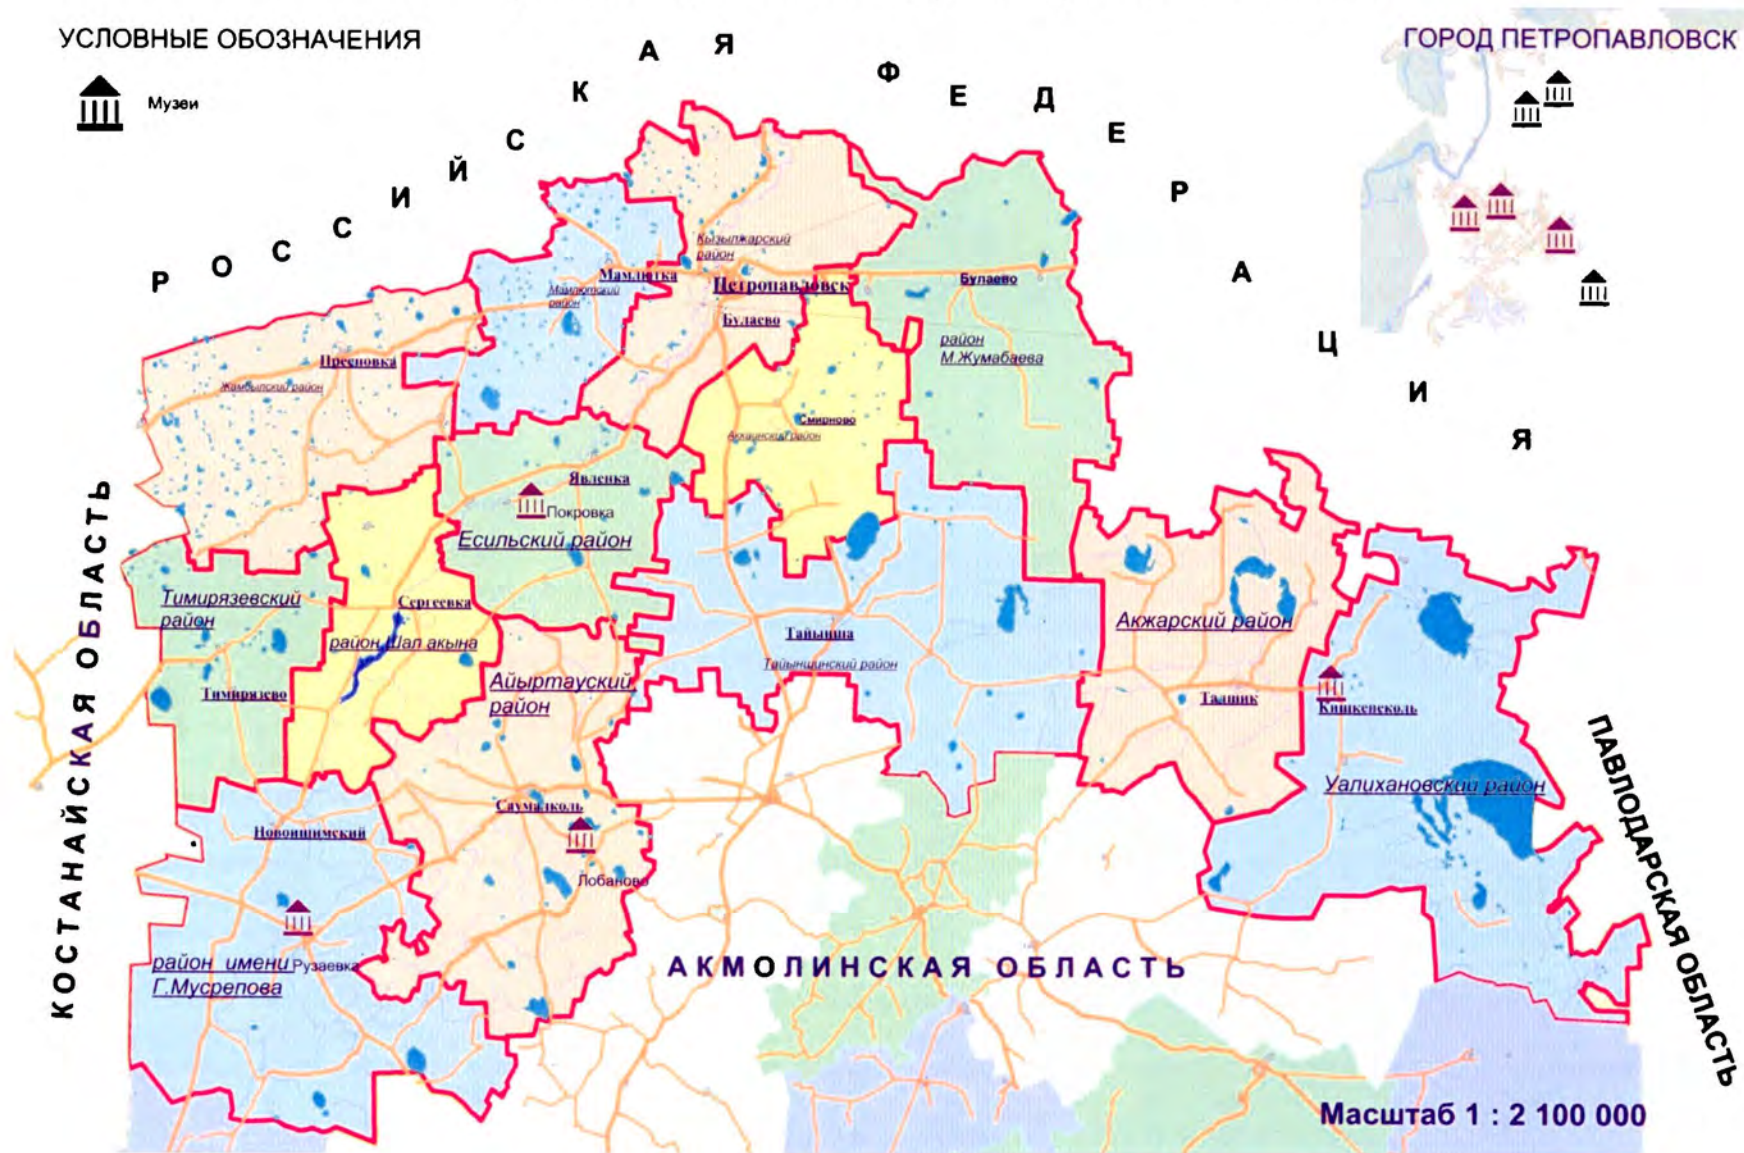 УСЛОВНЫЕ ОБОЗНАЧЕНИЯ
Музеи
ГОРОД ПЕТРОПАВЛОВСК
РОССИЙСКАЯ ФЕДЕРАЦИЯ
Кызылжарский
район
Мамлютка
Мамлютский
район
Петропавловск
Булаево
Булаево
район
М.Жумабаева
Пресновка
Жамбылский район
Смирново
Аккаинский район
Явленка
Покровка
Есильский район
КОСТАНАЙСКАЯ ОБЛАСТЬ
Тимирязевский
район
Сергеевка
район Шал акына
Тимирязево
Айыртауский
район
Тайынша
Тайыншинский район
Акжарский район
Талшик
Кишкенеколь
Уалихановский район
ПАВЛОДАРСКАЯ ОБЛАСТЬ
Саумалколь
Лобаново
Новоишимский
район имени
Г.Мусрепова
Рузаевка
АКМОЛИНСКАЯ ОБЛАСТЬ
Масштаб 1 : 2 100 000